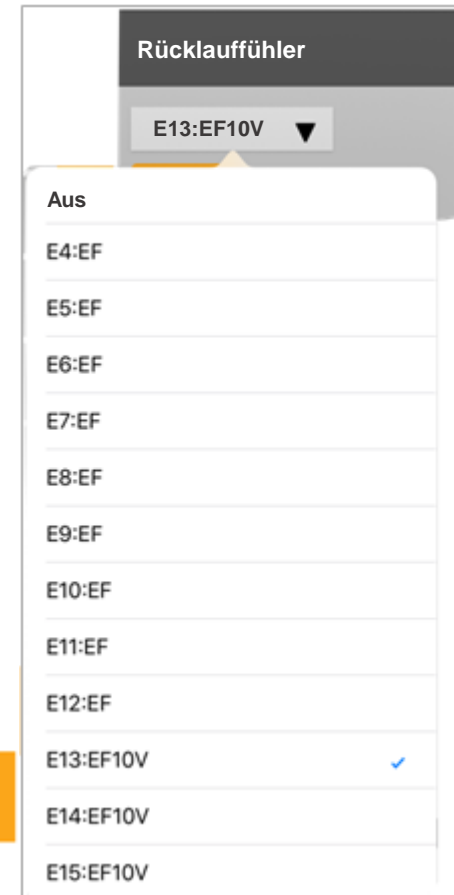 Rücklauffühler
E13:EF10V ▼
Aus
E4:EF
E5:EF
E6:EF
E7:EF
E8:EF
E9:EF
E10:EF
E11:EF
E12:EF
E13:EF10V
E14:EF10V
E15:EF10V